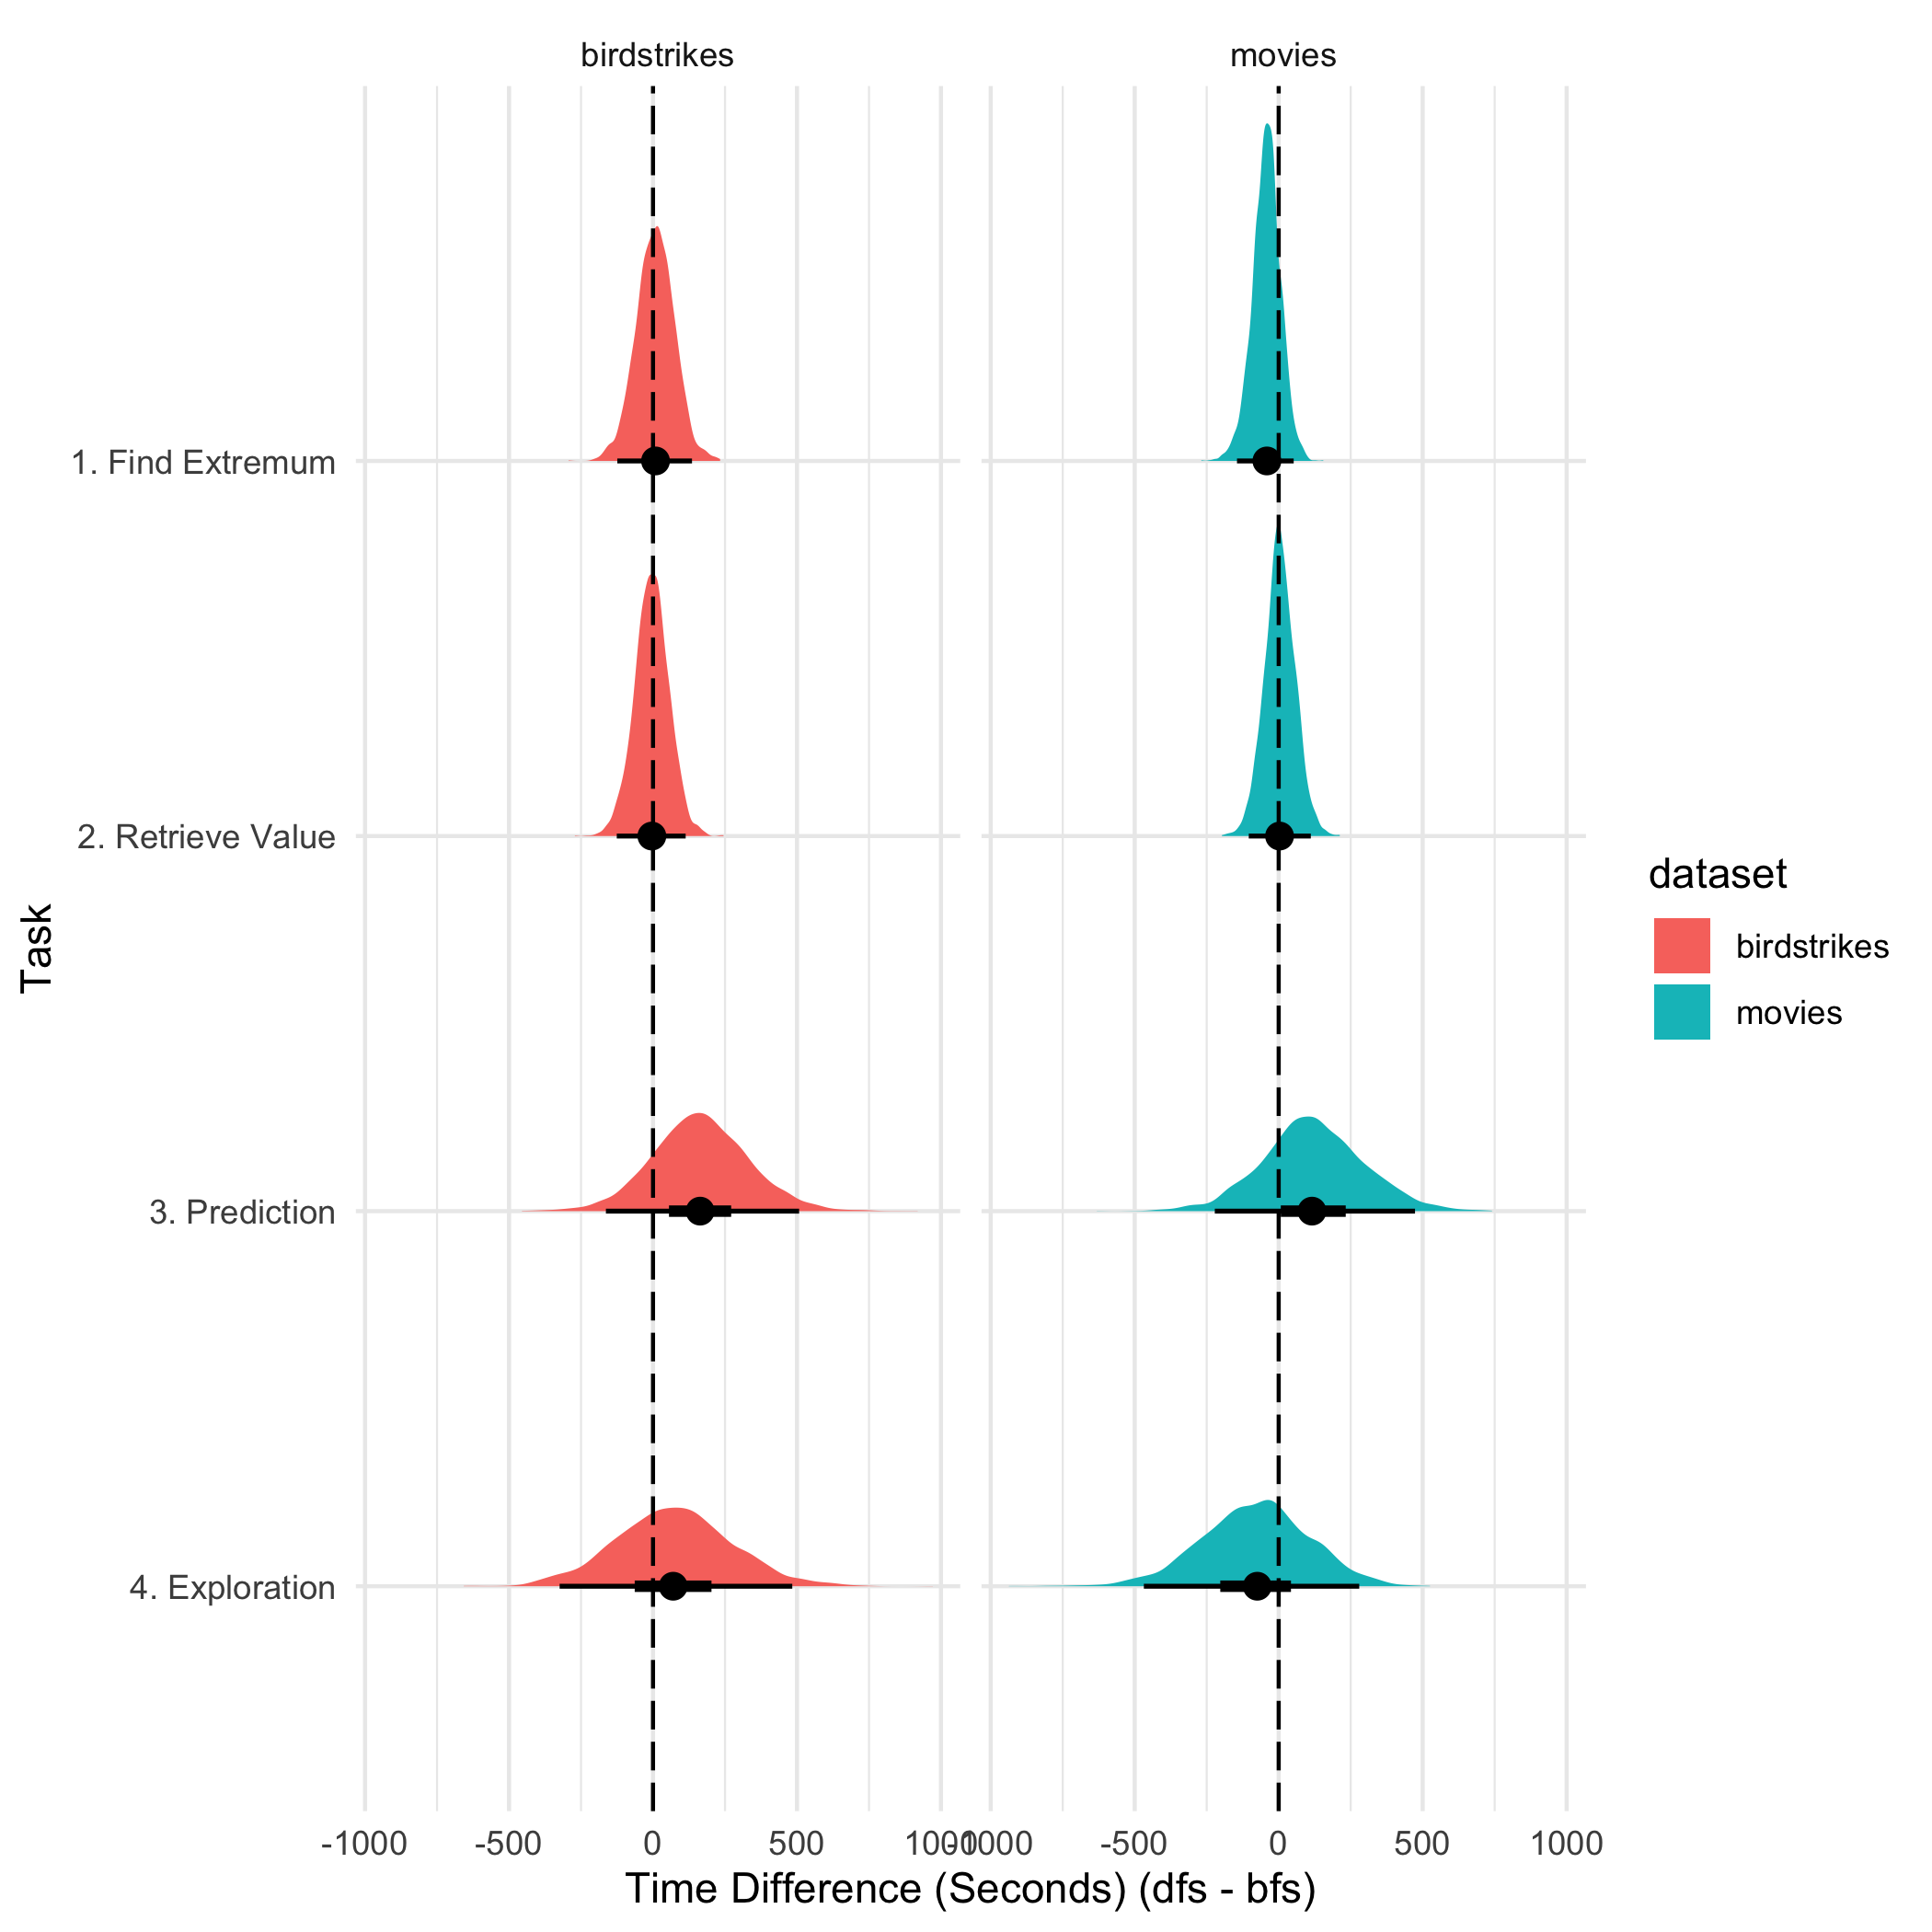 birdstrikes
movies
1. Find Extremum
2. Retrieve Value
3. Prediction
4. Exploration
Task
-1000 -500 0 500 1000 -1000 -500 0 500 1000
Time Difference (Seconds) (dfs - bfs)
dataset
birdstrikes
movies